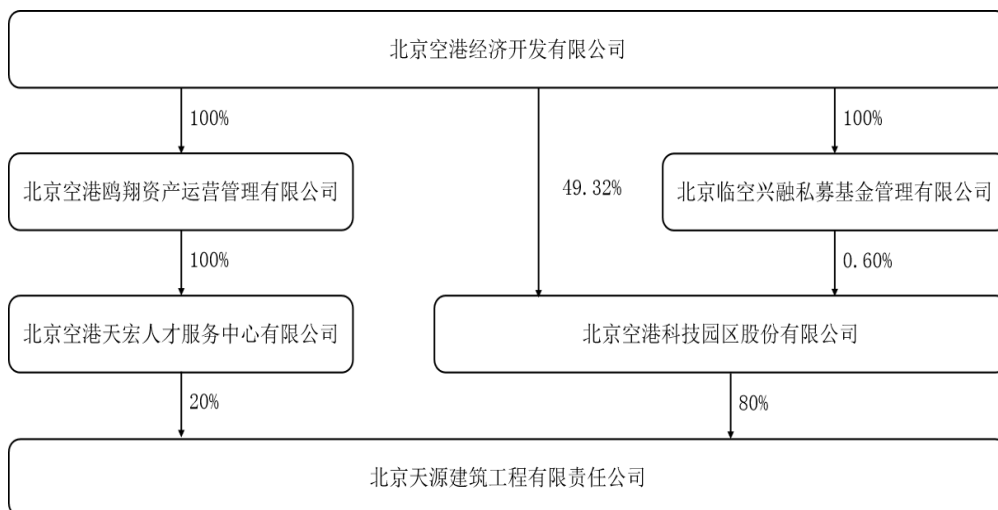 北京空港经济开发有限公司
100%
100%
北京空港鸥翔资产运营管理有限公司
49.32%
北京临空兴融私募基金管理有限公司
100%
0.60%
北京空港天宏人才服务中心有限公司
北京空港科技园区股份有限公司
20%
80%
北京天源建筑工程有限责任公司